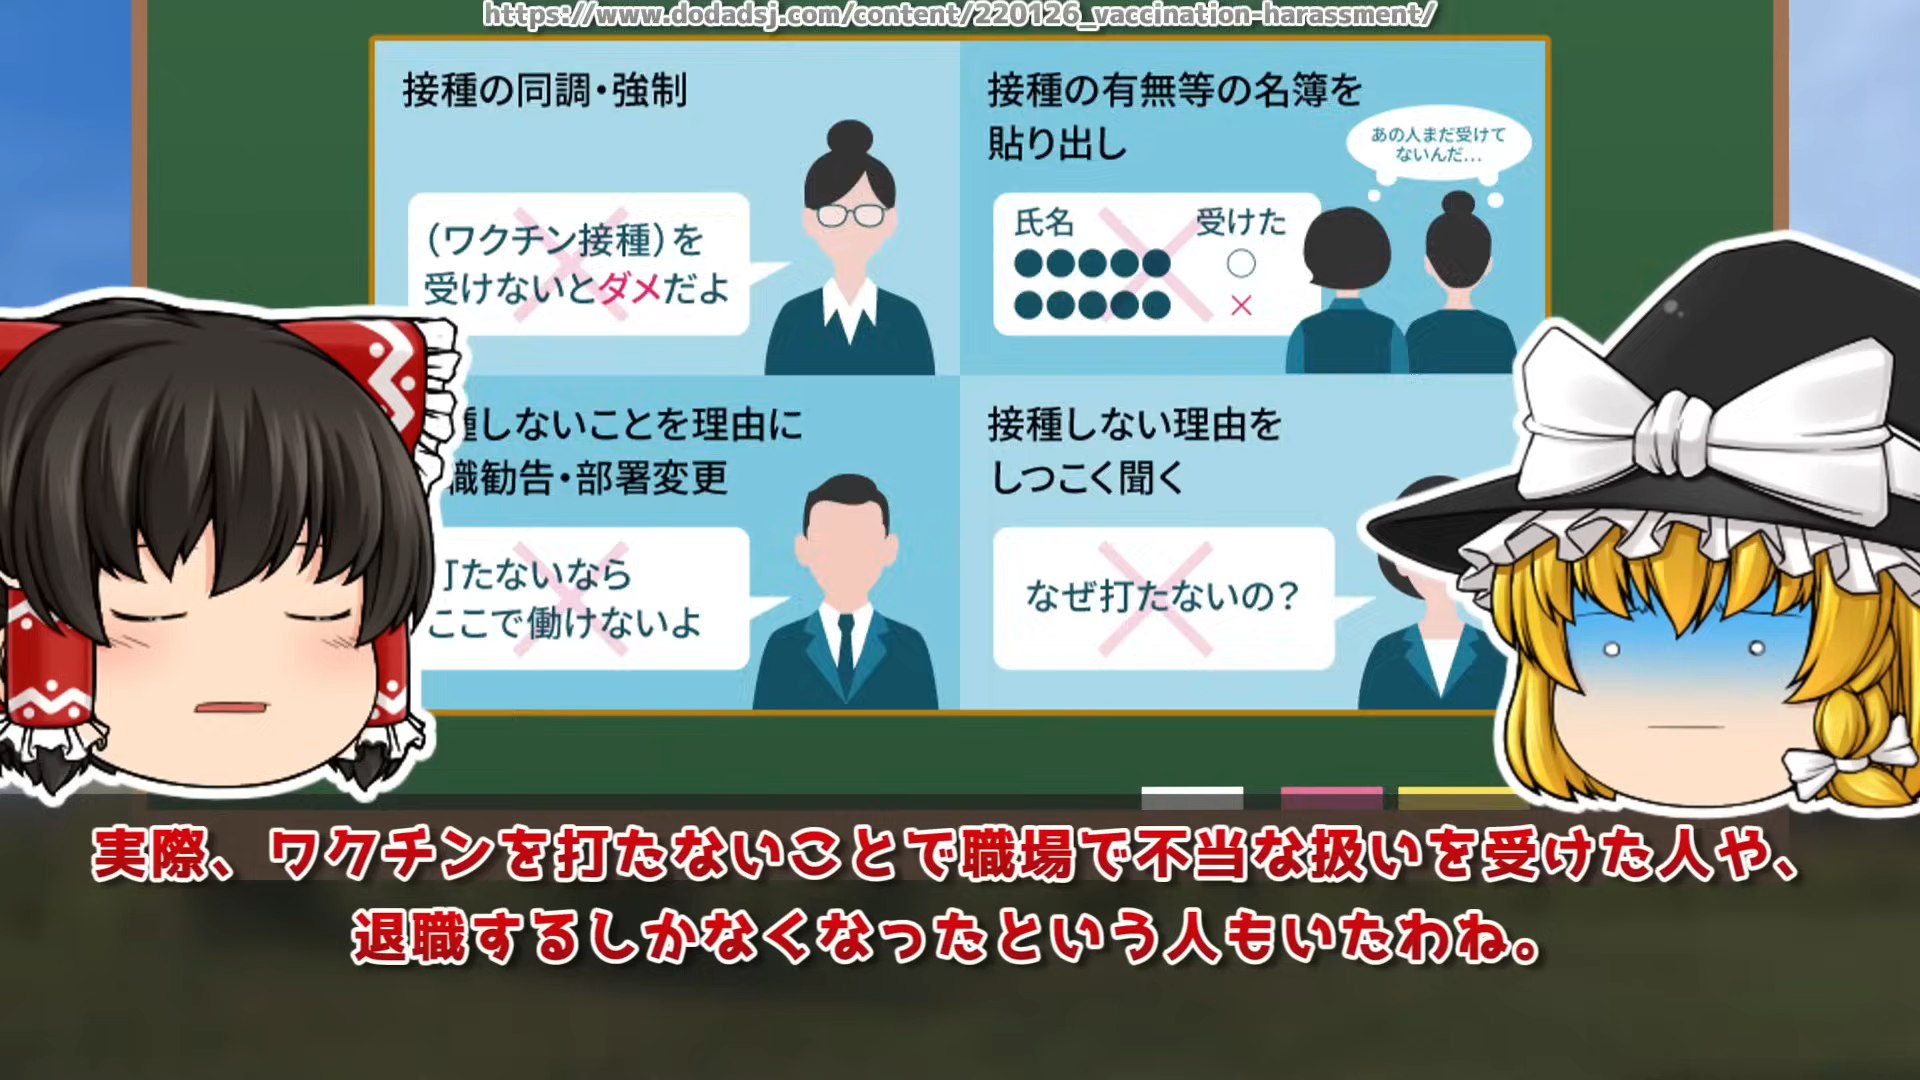 https://www.dodadsj.com/content/220126_vaccination-harassment/
接種の同調・強制
(ワクチン接種)を
受けないとダメだよ
接種の有無等の名簿を
貼り出し
あの人まだ受けて
ないんだ…
氏名 受けた
しないことを理由に
職勧告・部署変更
たないなら
ここで働けないよ
接種しない理由を
しつこく聞く
なぜ打たないの?
実際、ワクチンを打たないことで職場で不当な扱いを受けた人や、
退職するしかなくなったという人もいたわね。